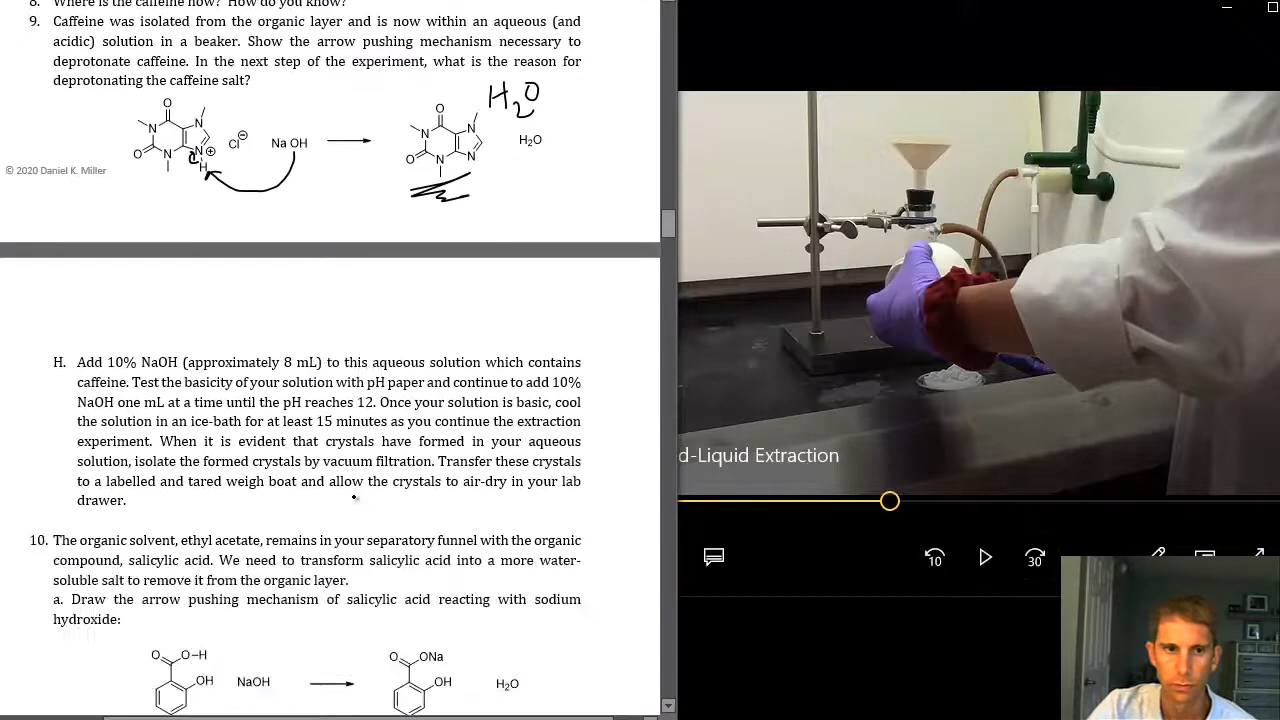 8. Where is the caffeine now? How do you know?
9. Caffeine was isolated from the organic layer and is now within an aqueous (and
acidic) solution in a beaker. Show the arrow pushing mechanism necessary to
deprotonate caffeine. In the next step of the experiment, what is the reason for
deprotonating the caffeine salt?
H2O
O
N
N
O
N
N
⊕
H
Cl ⊖
Na OH
O
N
N
O
N
N
H₂O
© 2020 Daniel K. Miller
H. Add 10% NaOH (approximately 8 mL) to this aqueous solution which contains
caffeine. Test the basicity of your solution with pH paper and continue to add 10%
NaOH one mL at a time until the pH reaches 12. Once your solution is basic, cool
the solution in an ice-bath for at least 15 minutes as you continue the extraction
experiment. When it is evident that crystals have formed in your aqueous
solution, isolate the formed crystals by vacuum filtration. Transfer these crystals
to a labelled and tared weigh boat and allow the crystals to air-dry in your lab
drawer.
10. The organic solvent, ethyl acetate, remains in your separatory funnel with the organic
compound, salicylic acid. We need to transform salicylic acid into a more water-
soluble salt to remove it from the organic layer.
a. Draw the arrow pushing mechanism of salicylic acid reacting with sodium
hydroxide:
O O-H
OH
NaOH
O ONa
OH
H₂O
d-Liquid Extraction
10
30